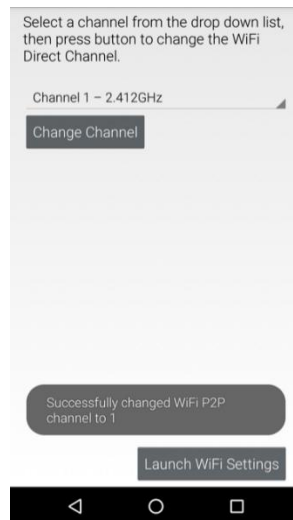 Select a channel from the drop down list,
then press button to change the WiFi
Direct Channel.
Channel 1 – 2.412GHz
Change Channel
Successfully changed WiFi P2P
channel to 1
Launch WiFi Settings